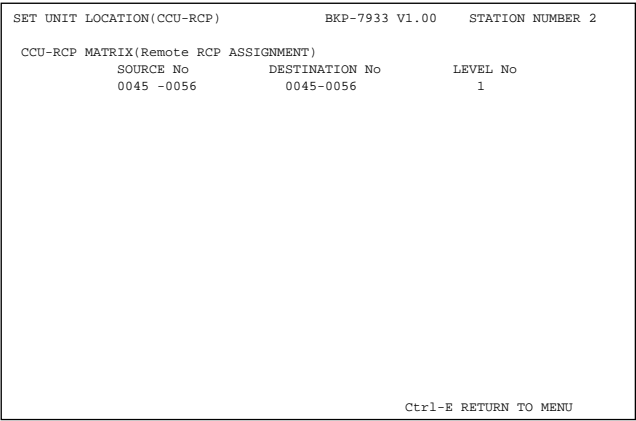 SET UNIT LOCATION(CCU-RCP) BKP-7933 V1.00 STATION NUMBER 2
CCU-RCP MATRIX(Remote RCP ASSIGNMENT)
SOURCE No DESTINATION No LEVEL No
0045 -0056 0045-0056 1
Ctrl-E RETURN TO MENU